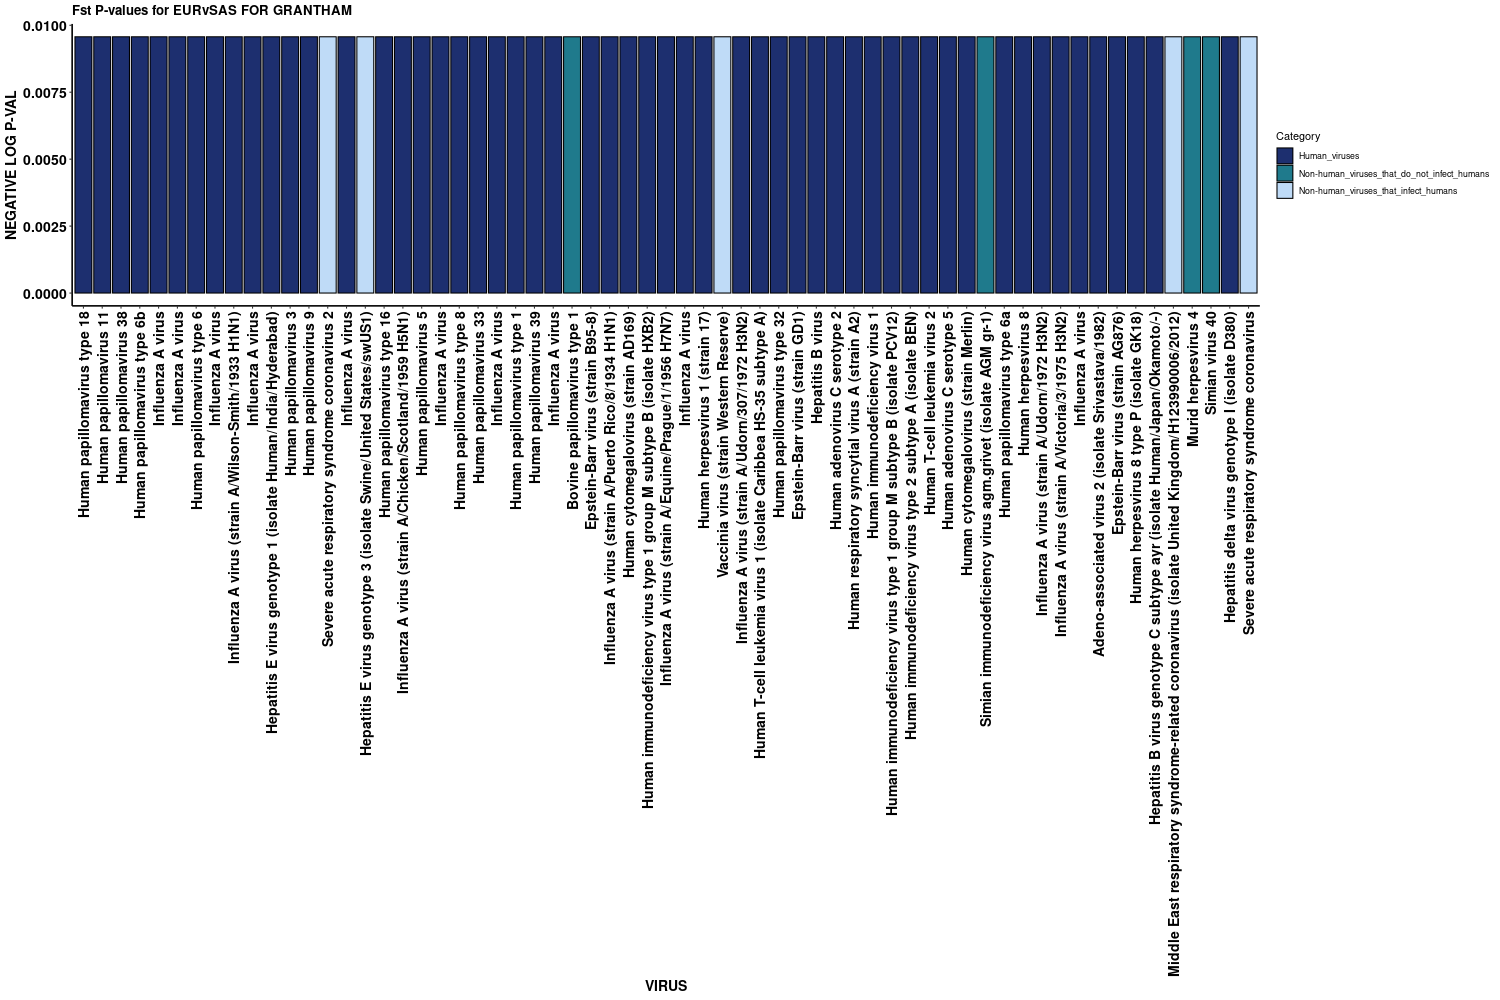 Fst P-values for EURvSAS FOR GRANTHAM
NEGATIVE LOG P-VAL
0.0100
0.0075
0.0050
0.0025
0.0000
Human papillomavirus type 18
Human papillomavirus 11
Human papillomavirus 38
Human papillomavirus type 6b
Influenza A virus
Influenza A virus
Human papillomavirus type 6
Influenza A virus
Influenza A virus (strain A/Wilson-Smith/1933 H1N1)
Influenza A virus
Hepatitis E virus genotype 1 (isolate Human/India/Hyderabad)
Human papillomavirus 3
Human papillomavirus 9
Severe acute respiratory syndrome coronavirus 2
Influenza A virus
Hepatitis E virus genotype 3 (isolate Swine/United States/swUS1)
Human papillomavirus type 16
Influenza A virus (strain A/Chicken/Scotland/1959 H5N1)
Human papillomavirus 5
Influenza A virus
Human papillomavirus type 8
Human papillomavirus 33
Influenza A virus
Human papillomavirus type 1
Human papillomavirus 39
Influenza A virus
Bovine papillomavirus type 1
Epstein-Barr virus (strain B95-8)
Influenza A virus (strain A/Puerto Rico/8/1934 H1N1)
Human cytomegalovirus (strain AD169)
Human immunodeficiency virus type 1 group M subtype B (isolate HXB2)
Influenza A virus (strain A/Equine/Prague/1/1956 H7N7)
Influenza A virus
Human herpesvirus 1 (strain 17)
Vaccinia virus (strain Western Reserve)
Influenza A virus (strain A/Udorn/307/1972 H3N2)
Human T-cell leukemia virus 1 (isolate Caribbea HS-35 subtype A)
Human papillomavirus type 32
Epstein-Barr virus (strain GD1)
Hepatitis B virus
Human adenovirus C serotype 2
Human respiratory syncytial virus A (strain A2)
Human immunodeficiency virus 1
Human immunodeficiency virus type 1 group M subtype B (isolate PCV12)
Human immunodeficiency virus type 2 subtype A (isolate BEN)
Human T-cell leukemia virus 2
Human adenovirus C serotype 5
Human cytomegalovirus (strain Merlin)
Simian immunodeficiency virus agm.grivet (isolate AGM gr-1)
Human papillomavirus type 6a
Human herpesvirus 8
Influenza A virus (strain A/Udorn/1972 H3N2)
Influenza A virus (strain A/Victoria/3/1975 H3N2)
Influenza A virus
Adeno-associated virus 2 (isolate Srivastava/1982)
Epstein-Barr virus (strain AG876)
Human herpesvirus 8 type P (isolate GK18)
Hepatitis B virus genotype C subtype ayr (isolate Human/Japan/Okamoto/-)
Middle East respiratory syndrome-related coronavirus (isolate United Kingdom/H123990006/2012)
Murid herpesvirus 4
Simian virus 40
Hepatitis delta virus genotype I (isolate D380)
Severe acute respiratory syndrome coronavirus
VIRUS
Category
Human_viruses
Non-human_viruses_that_do_not_infect_humans
Non-human_viruses_that_infect_humans